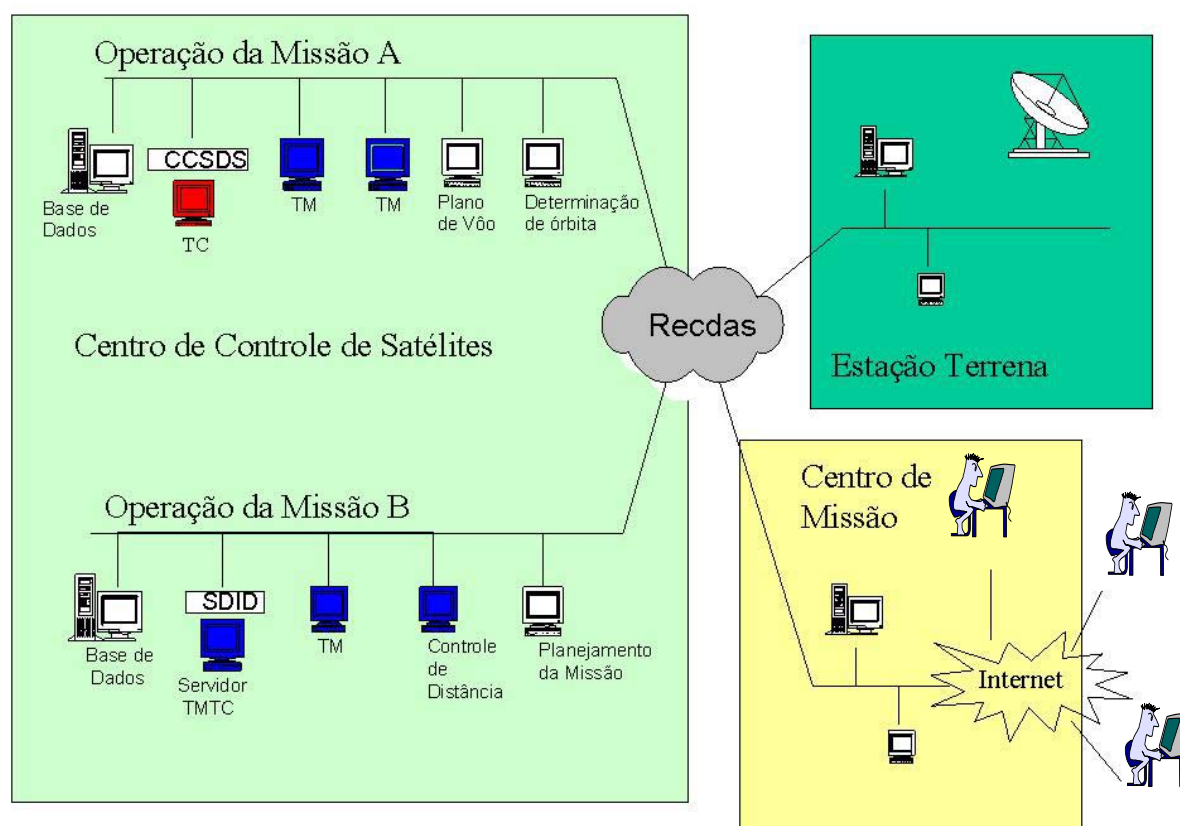 Operação da Missão A
CCSDS
Base de
Dados
TC
TM
TM
Plano
de Vôo
Determinação
de órbita
Centro de Controle de Satélites
Recdas
Estação Terrena
Operação da Missão B
SDID
Base de
Dados
Servidor
TMTC
TM
Controle
de
Distância
Planejamento
da Missão
Centro de
Missão
Internet